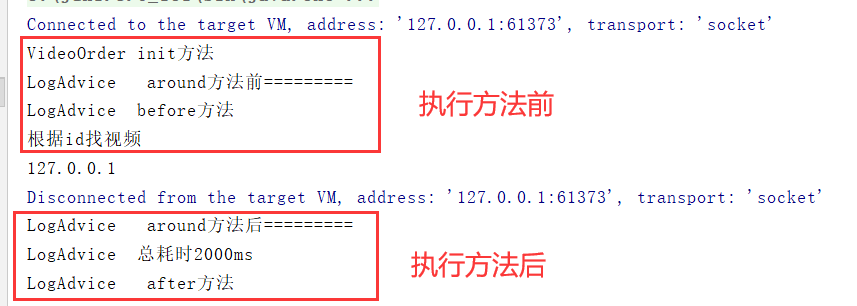 Connected to the target VM, address: '127.0.0.1:61373', transport: 'socket'
VideoOrder init方法
LogAdvice   around方法前=========
LogAdvice  before方法
执行方法前
根据id找视频
127.0.0.1
Disconnected from the target VM, address: '127.0.0.1:61373', transport: 'socket'
LogAdvice   around方法后=========
LogAdvice  总耗时2000ms
执行方法后
LogAdvice   after方法